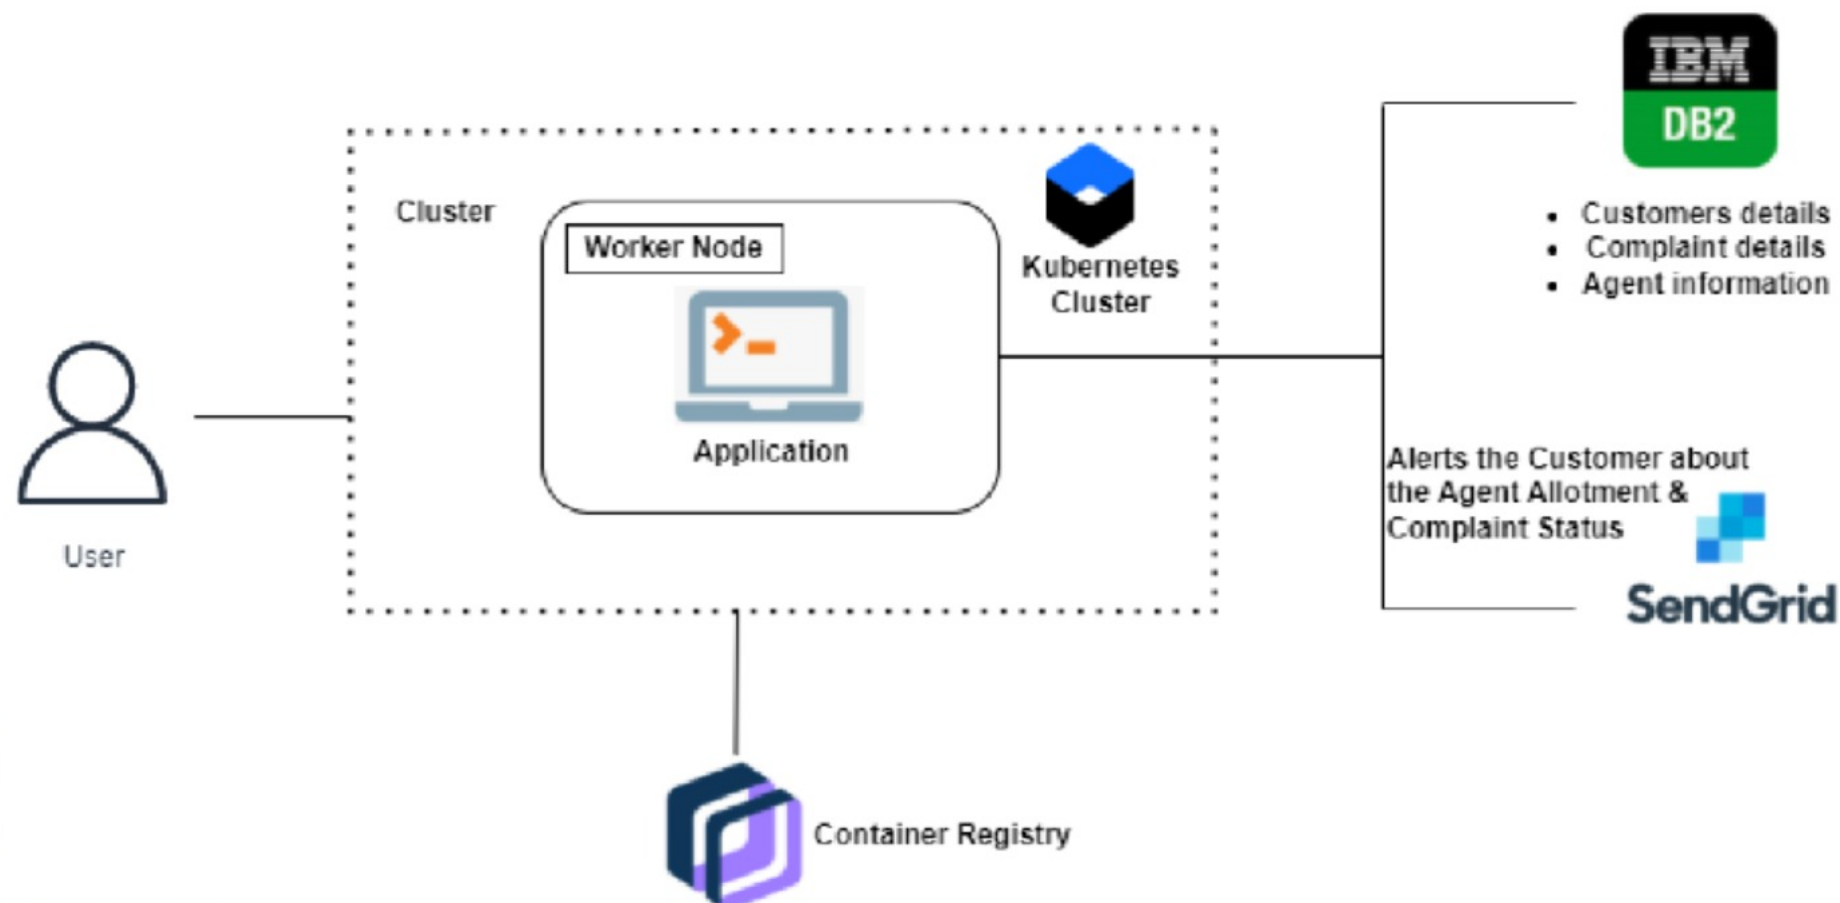 IBM
DB2
Cluster
Worker Node
Kubernetes
Cluster
• Customers details
• Complaint details
• Agent information
Application
Alerts the Customer about
the Agent Allotment &
Complaint Status
User
SendGrid
Container Registry